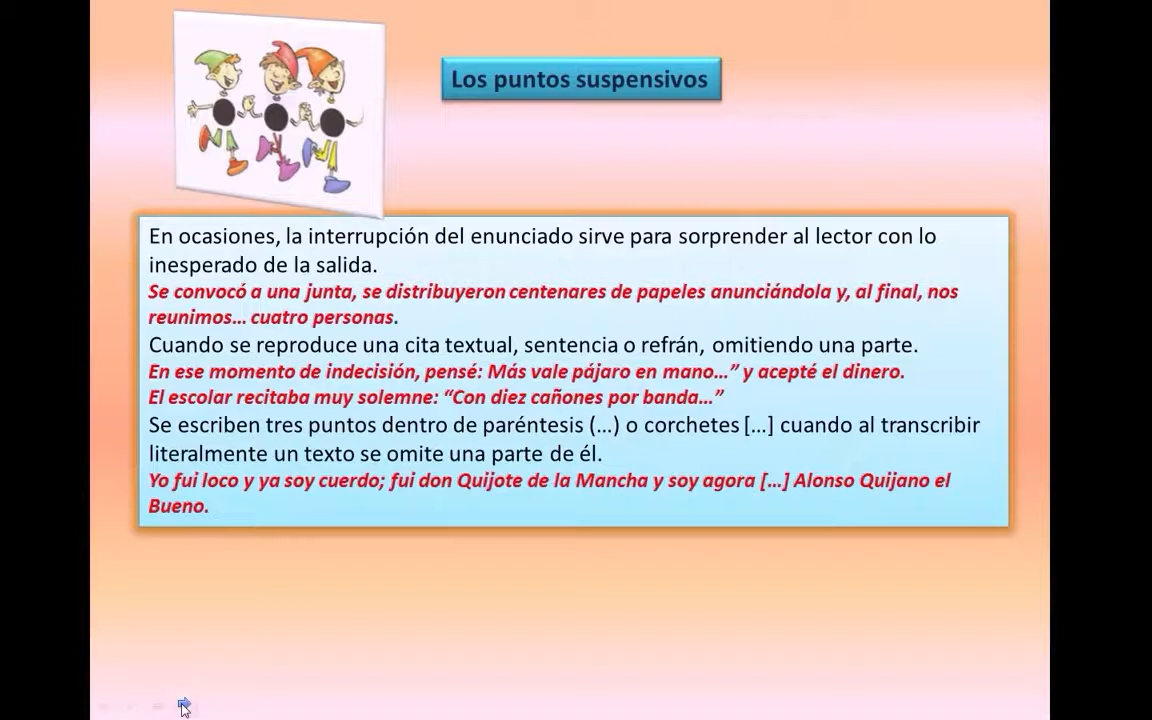 Los puntos suspensivos
En ocasiones, la interrupción del enunciado sirve para sorprender al lector con lo
inesperado de la salida.
Se convocó a una junta, se distribuyeron centenares de papeles anunciándola y, al final, nos
reunimos… cuatro personas.
Cuando se reproduce una cita textual, sentencia o refrán, omitiendo una parte.
En ese momento de indecisión, pensé: Más vale pájaro en mano…” y acepté el dinero.
El escolar recitaba muy solemne: “Con diez cañones por banda…”
Se escriben tres puntos dentro de paréntesis (…) o corchetes […] cuando al transcribir
literalmente un texto se omite una parte de él.
Yo fui loco y ya soy cuerdo; fui don Quijote de la Mancha y soy agora […] Alonso Quijano el
Bueno.